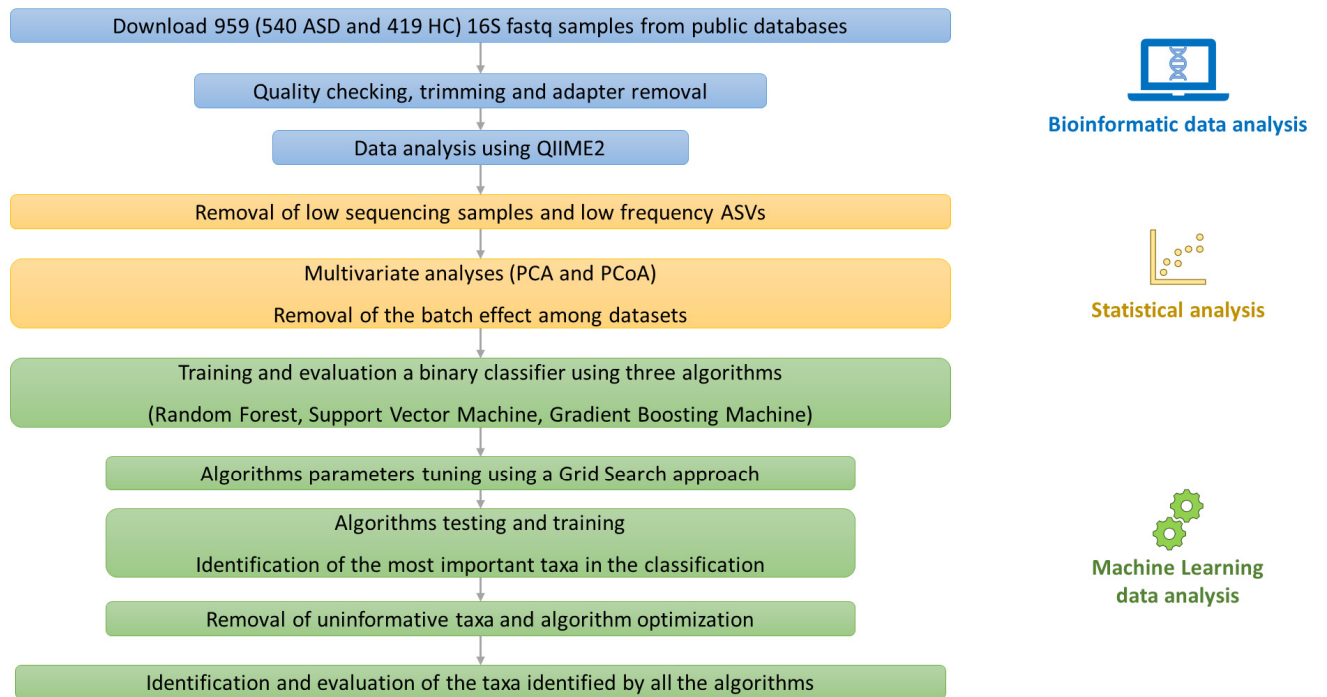 Download 959 (540 ASD and 419 HC) 16S fastq samples from public databases
Quality checking, trimming and adapter removal
Data analysis using QIIME2
Bioinformatic data analysis
Removal of low sequencing samples and low frequency ASVs
Multivariate analyses (PCA and PCoA)
Removal of the batch effect among datasets
Statistical analysis
Training and evaluation a binary classifier using three algorithms
(Random Forest, Support Vector Machine, Gradient Boosting Machine)
Algorithms parameters tuning using a Grid Search approach
Algorithms testing and training
Identification of the most important taxa in the classification
Removal of uninformative taxa and algorithm optimization
Identification and evaluation of the taxa identified by all the algorithms
Machine Learning
data analysis